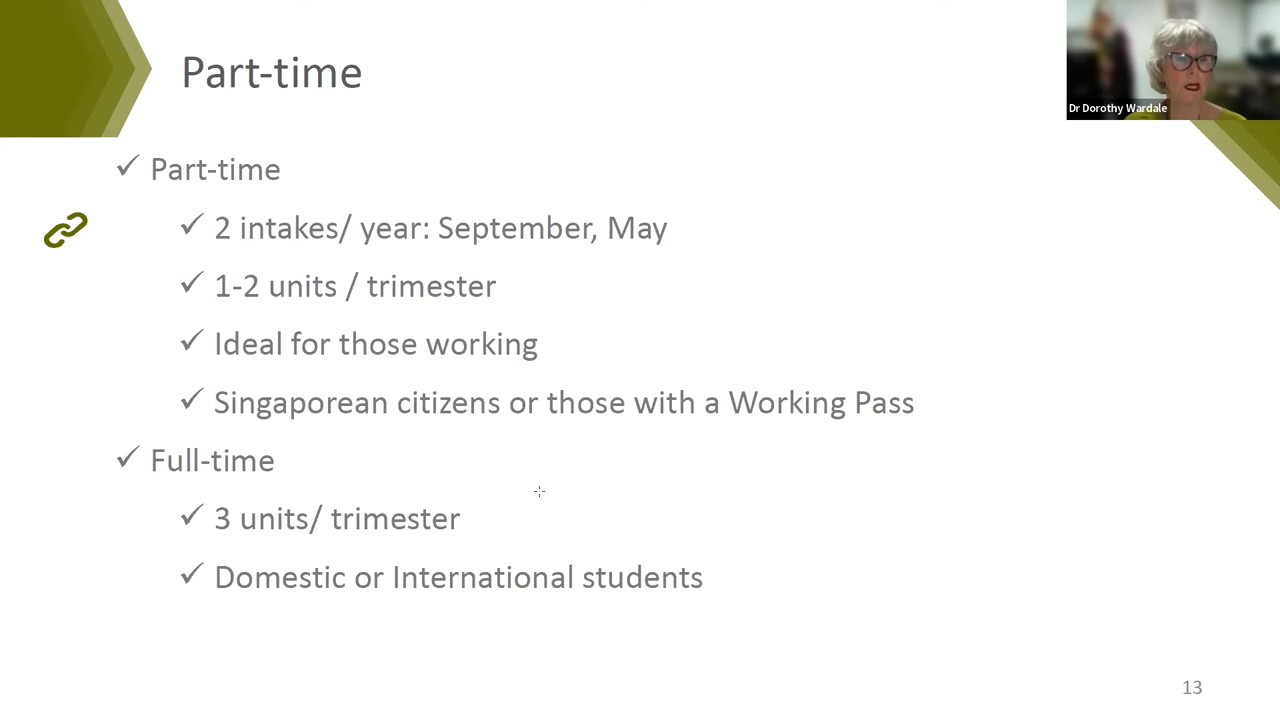 Part-time
Dr Dorothy Wardale
Part-time
2 intakes/ year: September, May
1-2 units / trimester
Ideal for those working
Singaporean citizens or those with a Working Pass
Full-time
3 units/ trimester
Domestic or International students
13